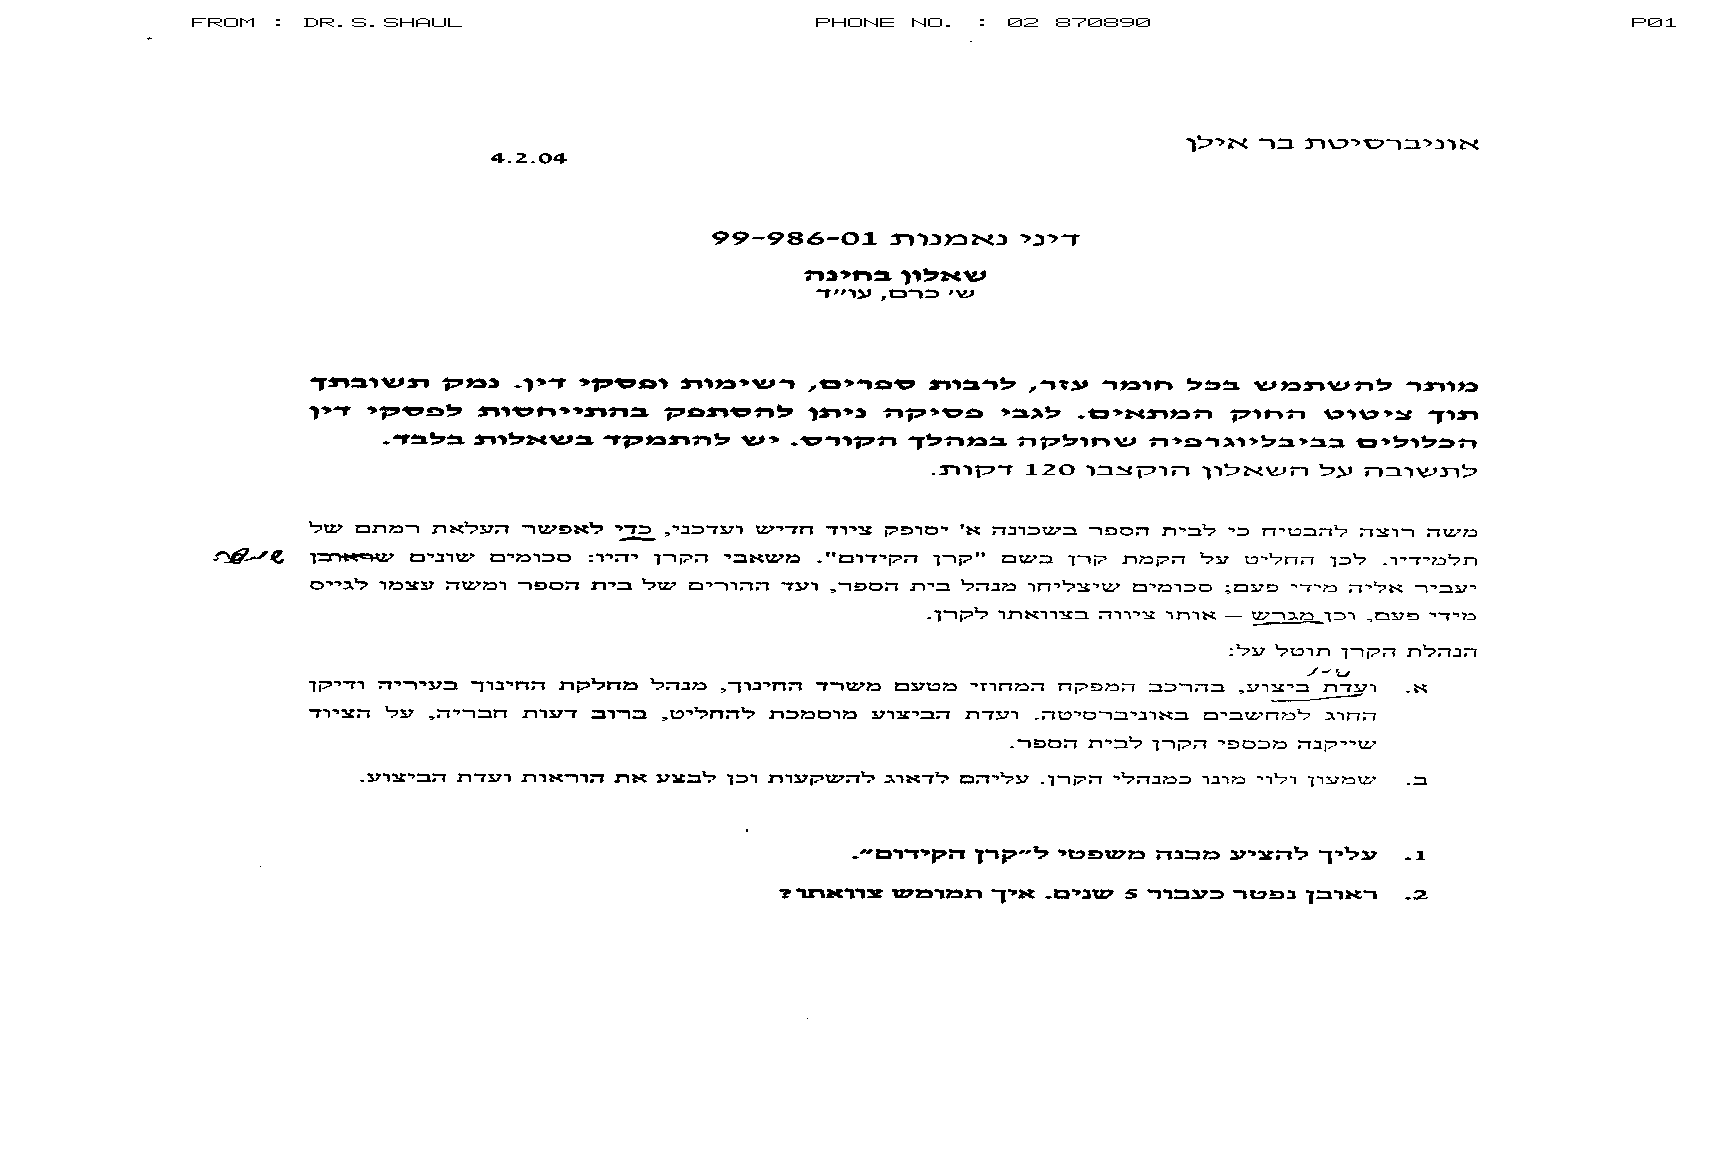 FROM : DR.S.SHAUL PHONE NO. : 02 870890 P01
אוניברסיטת בר אילן
4.2.04
דיני נאמנות 99-986-01
שאלון בחינה
ש' כרם, עו"ד
מותר להשתמש בכל חומר עזר, לרבות ספרים, רשימות ופסקי דין. נמק תשובתך
תוך ציטוט החוק המתאים. לגבי פסיקה ניתן להסתפק בהתייחסות לפסקי דין
הכלולים בביבליוגרפיה שחולקה במהלך הקורס. יש להתמקד בשאלות בלבד.
לתשובה על השאלון הוקצבו 120 דקות.
משה רוצה להבטיח כי לבית הספר בשכונה א' יסופק ציוד חדיש ועדכני, כדי לאפשר העלאת רמתם של
תלמידיו. לכן החליט על הקמת קרן בשם "קרן הקידום". משאבי הקרן יהיו: סכומים שונים שראובן
יעביר אליה מידי פעם; סכומים שיצליחו מנהל בית הספר, ועד ההורים של בית הספר ומשה עצמו לגייס
מידי פעם, וכן מגרש – אותו ציווה בצוואתו לקרן.
הנהלת הקרן תוטל על:
א. ועדת ביצוע, בהרכב המפקח המחוזי מטעם משרד החינוך, מנהל מחלקת החינוך בעיריה ודיקן
החוג למחשבים באוניברסיטה. ועדת הביצוע מוסמכת להחליט, ברוב דעות חבריה, על הציוד
שייקנה מכספי הקרן לבית הספר.
ב. שמעון ולוי מונו כמנהלי הקרן. עליהם לדאוג להשקעות וכן לבצע את הוראות ועדת הביצוע.
1. עליך להציע מבנה משפטי ל"קרן הקידום".
2. ראובן נפטר כעבור 5 שנים. איך תמומש צוואתו?